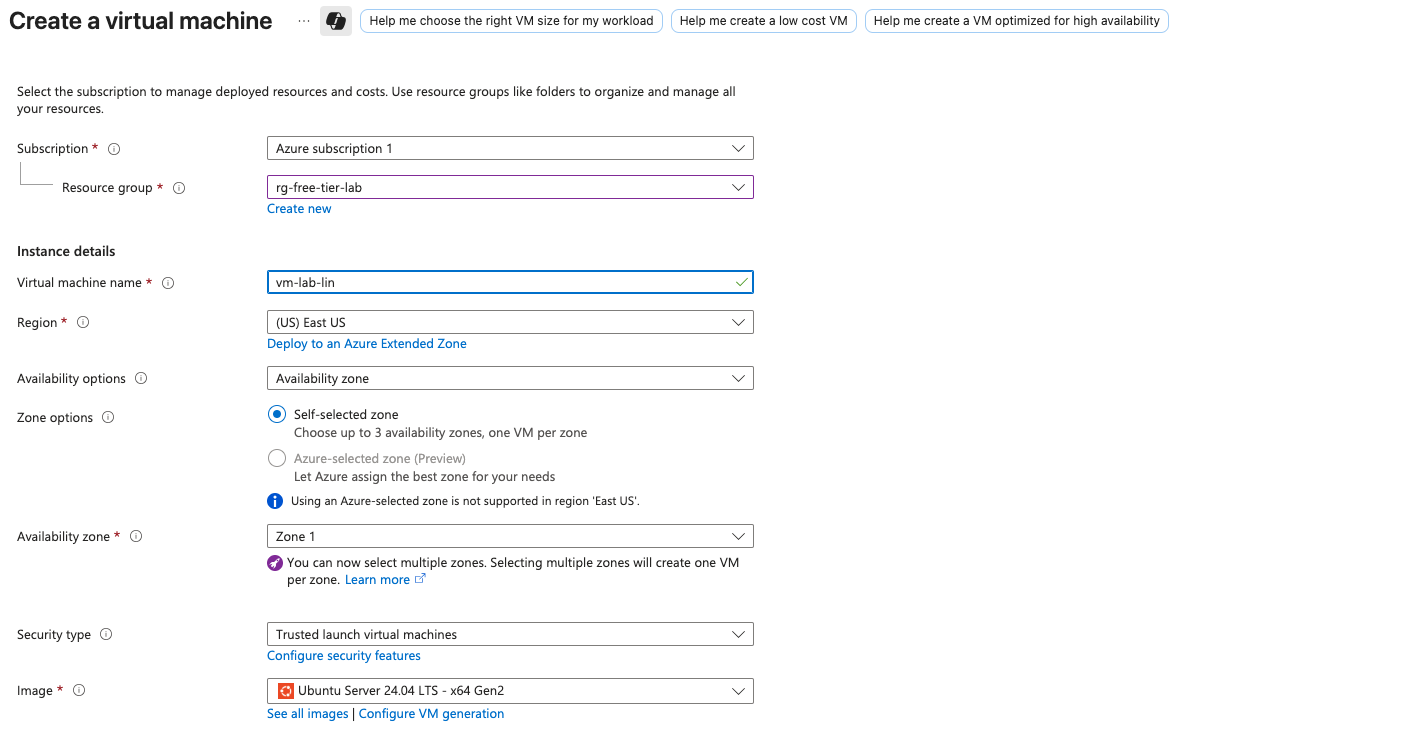 Create a virtual machine ... Help me choose the right VM size for my workload Help me create a low cost VM Help me create a VM optimized for high availability
Select the subscription to manage deployed resources and costs. Use resource groups like folders to organize and manage all
your resources.
Subscription * Azure subscription 1
Resource group * rg-free-tier-lab
Create new
Instance details
Virtual machine name * vm-lab-lin
Region * (US) East US
Deploy to an Azure Extended Zone
Availability options Availability zone
Zone options Self-selected zone
Choose up to 3 availability zones, one VM per zone
Azure-selected zone (Preview)
Let Azure assign the best zone for your needs
Using an Azure-selected zone is not supported in region 'East US'.
Availability zone * Zone 1
You can now select multiple zones. Selecting multiple zones will create one VM
per zone. Learn more
Security type Trusted launch virtual machines
Configure security features
Image * Ubuntu Server 24.04 LTS - x64 Gen2
See all images | Configure VM generation